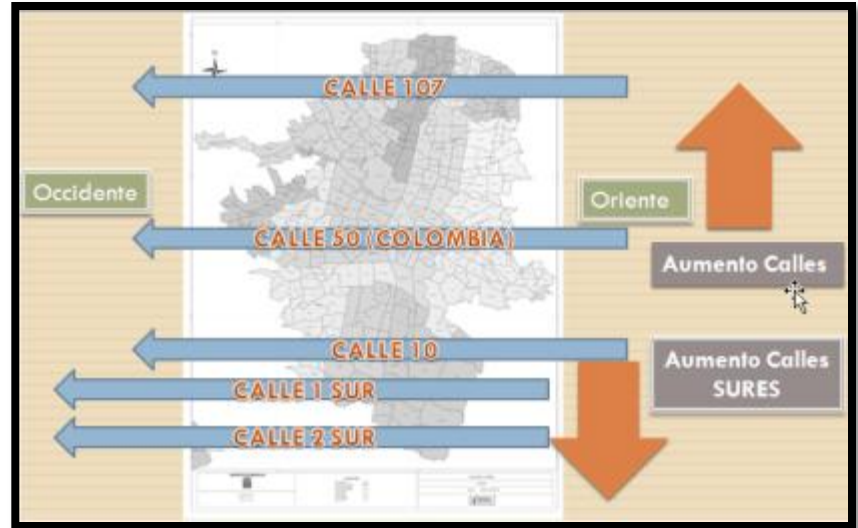 CALLE 107
Occidente
Oriente
CALLE 50 (COLOMBIA)
Aumento Calles
CALLE 10
Aumento Calles
SURES
CALLE 1 SUR
CALLE 2 SUR